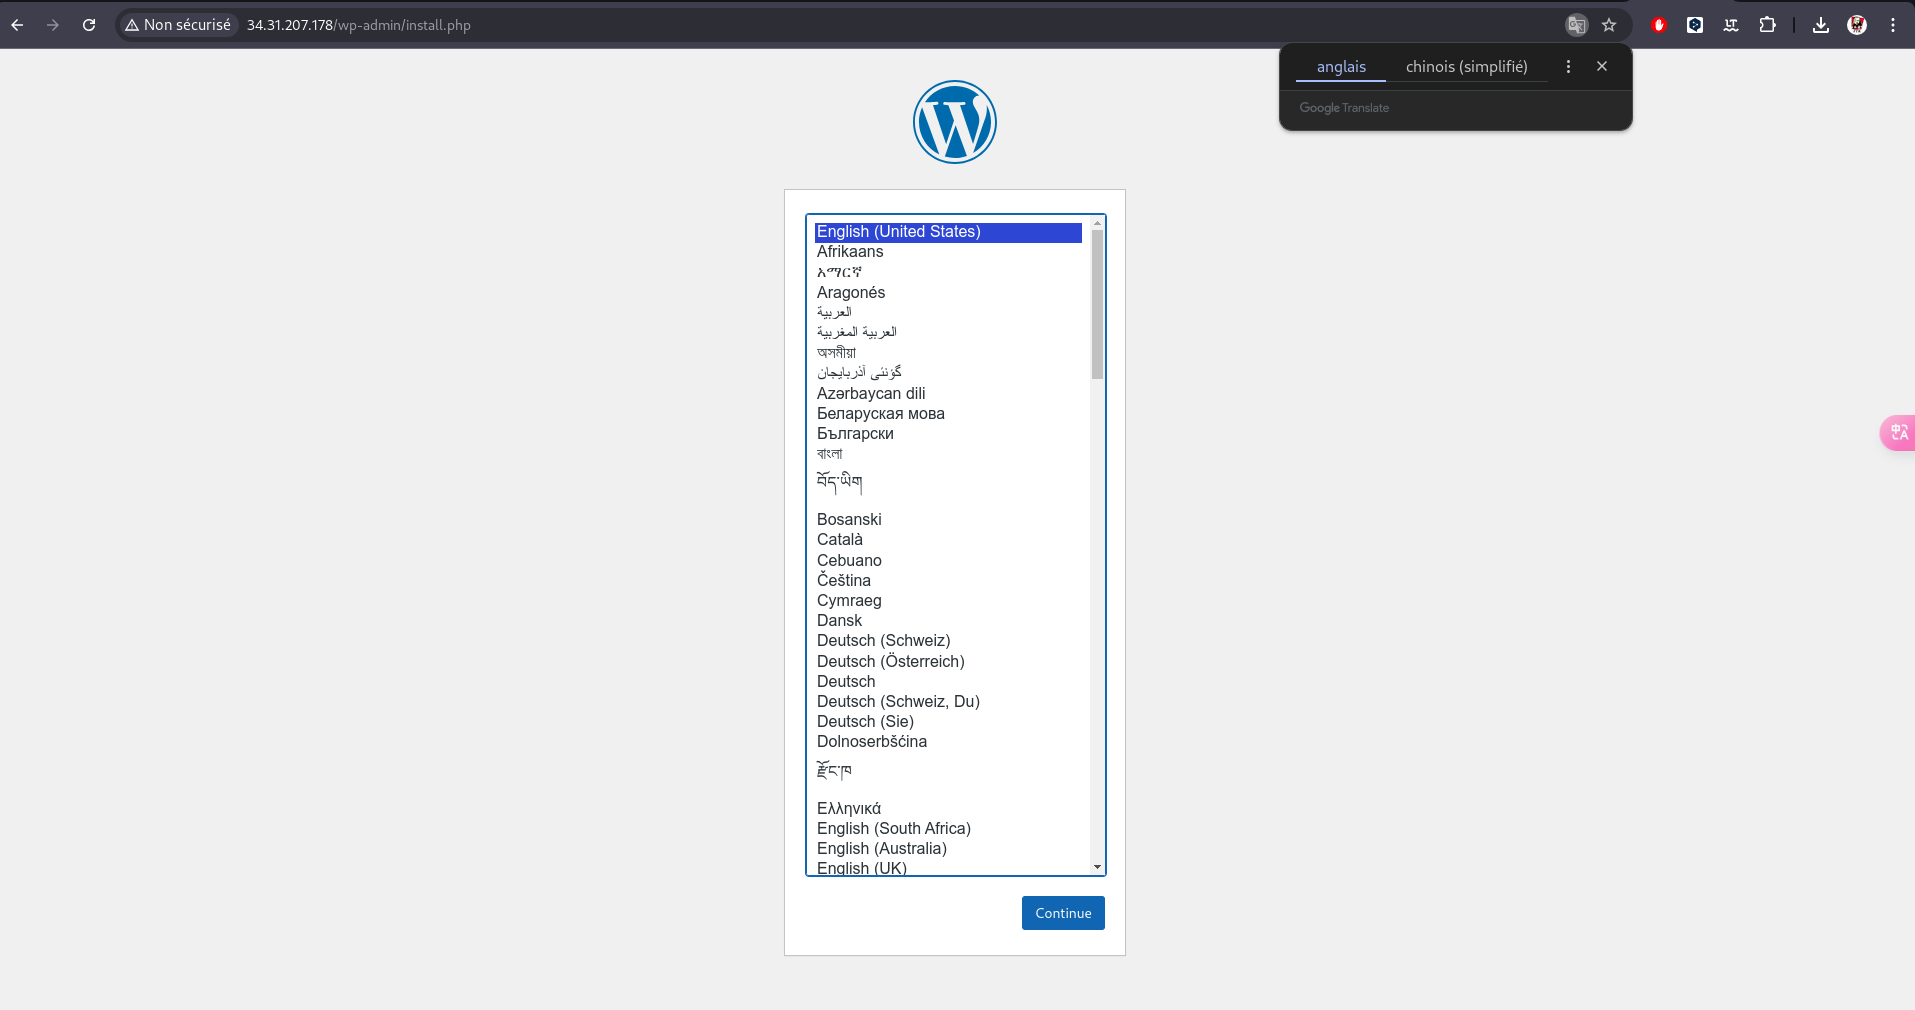 Non sécurisé 34.31.207.178/wp-admin/install.php
anglais chinois (simplifié)
Google Translate
English (United States)
Afrikaans
አማርኛ
Aragonés
العربية
العربية المغربية
অসমীয়া
گؤنئی آذربایجان
Azərbaycan dili
Беларуская мова
Български
বাংলা
བོད་ཡིག
Bosanski
Català
Cebuano
Čeština
Cymraeg
Dansk
Deutsch (Schweiz)
Deutsch (Österreich)
Deutsch
Deutsch (Schweiz, Du)
Deutsch (Sie)
Dolnoserbšćina
རྫོང་ཁ
Ελληνικά
English (South Africa)
English (Australia)
English (UK)
Continue